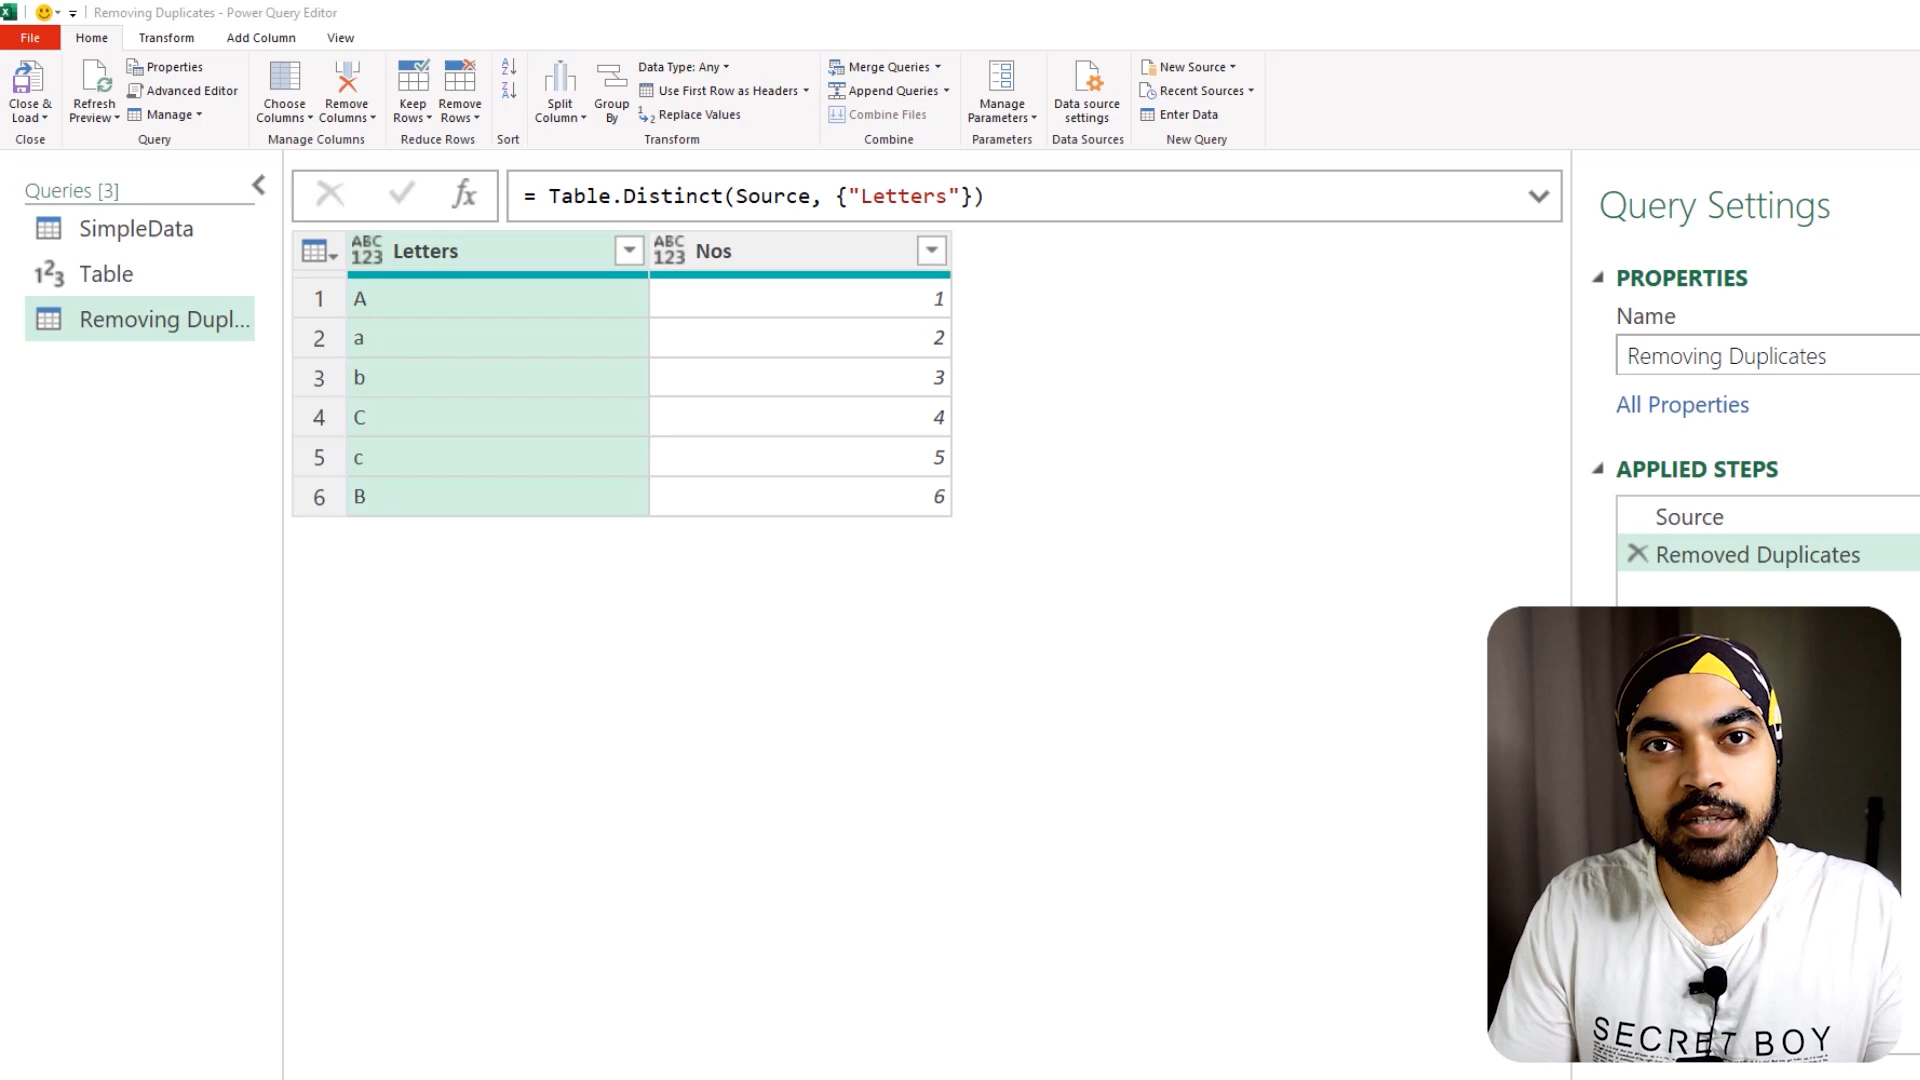 Removing Duplicates - Power Query Editor
File Home Transform Add Column View
Close & Load
Close
Refresh Preview
Properties
Advanced Editor
Manage
Query
Choose Columns
Remove Columns
Manage Columns
Keep Rows
Remove Rows
Reduce Rows
A Z
Z A
Sort
Split Column
Group By
Data Type: Any
Use First Row as Headers
1 2 Replace Values
Transform
Merge Queries
Append Queries
Combine Files
Combine
Manage Parameters
Parameters
Data source settings
Data Sources
New Source
Recent Sources
Enter Data
New Query
Queries [3]
SimpleData
123 Table
Removing Dupl...
fx = Table.Distinct(Source, {"Letters"})
ABC 123 Letters ABC 123 Nos
1 A 1
2 a 2
3 b 3
4 C 4
5 c 5
6 B 6
Query Settings
PROPERTIES
Name
Removing Duplicates
All Properties
APPLIED STEPS
Source
Removed Duplicates
SECRET BOY